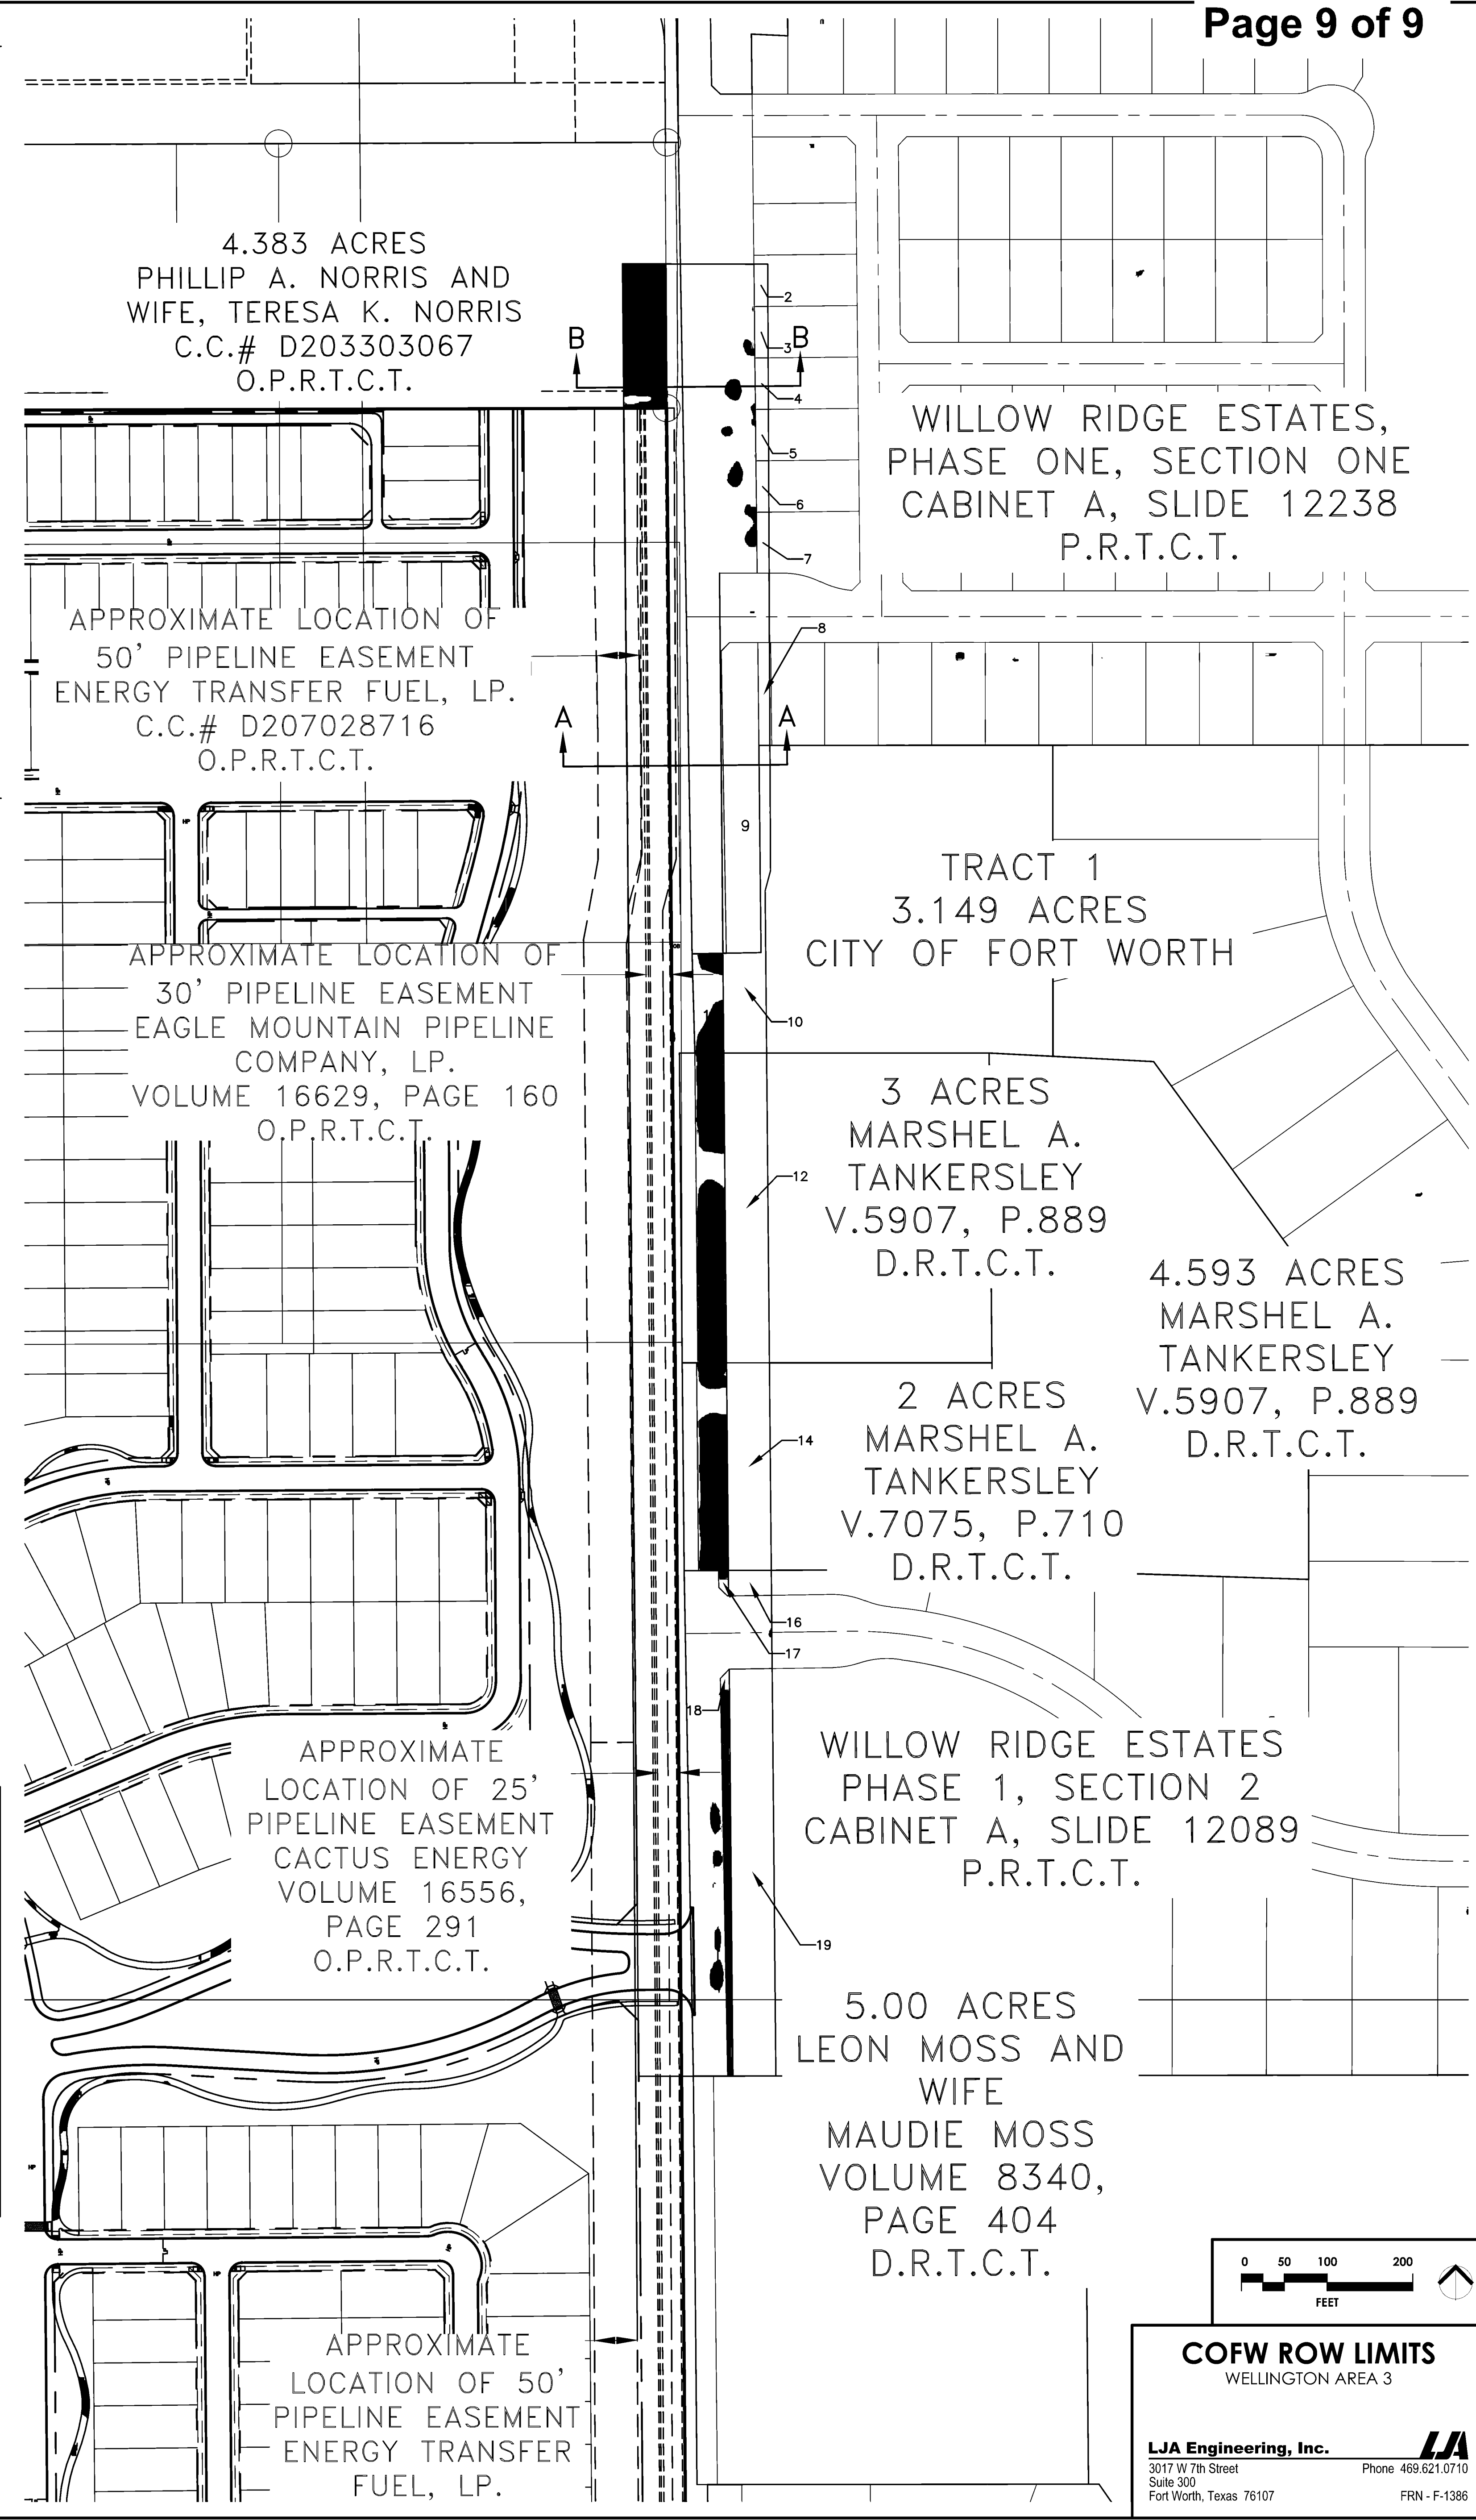 Page 9 of 9
4.383 ACRES
PHILLIP A. NORRIS AND
WIFE, TERESA K. NORRIS
C.C.# D203303067
O.P.R.T.C.T.
B
B
2
3
4
5
6
7
WILLOW RIDGE ESTATES,
PHASE ONE, SECTION ONE
CABINET A, SLIDE 12238
P.R.T.C.T.
APPROXIMATE LOCATION OF
50' PIPELINE EASEMENT
ENERGY TRANSFER FUEL, LP.
C.C.# D207028716
O.P.R.T.C.T.
8
A
A
9
TRACT 1
3.149 ACRES
CITY OF FORT WORTH
APPROXIMATE LOCATION OF
30' PIPELINE EASEMENT
EAGLE MOUNTAIN PIPELINE
COMPANY, LP.
VOLUME 16629, PAGE 160
O.P.R.T.C.T.
10
3 ACRES
MARSHEL A.
TANKERSLEY
V.5907, P.889
D.R.T.C.T.
12
4.593 ACRES
MARSHEL A.
TANKERSLEY
V.5907, P.889
D.R.T.C.T.
2 ACRES
MARSHEL A.
TANKERSLEY
V.7075, P.710
D.R.T.C.T.
14
16
17
18
APPROXIMATE
LOCATION OF 25'
PIPELINE EASEMENT
CACTUS ENERGY
VOLUME 16556,
PAGE 291
O.P.R.T.C.T.
WILLOW RIDGE ESTATES
PHASE 1, SECTION 2
CABINET A, SLIDE 12089
P.R.T.C.T.
19
5.00 ACRES
LEON MOSS AND
WIFE
MAUDIE MOSS
VOLUME 8340,
PAGE 404
D.R.T.C.T.
APPROXIMATE
LOCATION OF 50'
PIPELINE EASEMENT
ENERGY TRANSFER
FUEL, LP.
0 50 100 200
FEET
COFW ROW LIMITS
WELLINGTON AREA 3
LJA Engineering, Inc.
LJA
3017 W 7th Street
Phone 469.621.0710
Suite 300
Fort Worth, Texas 76107
FRN - F-1386